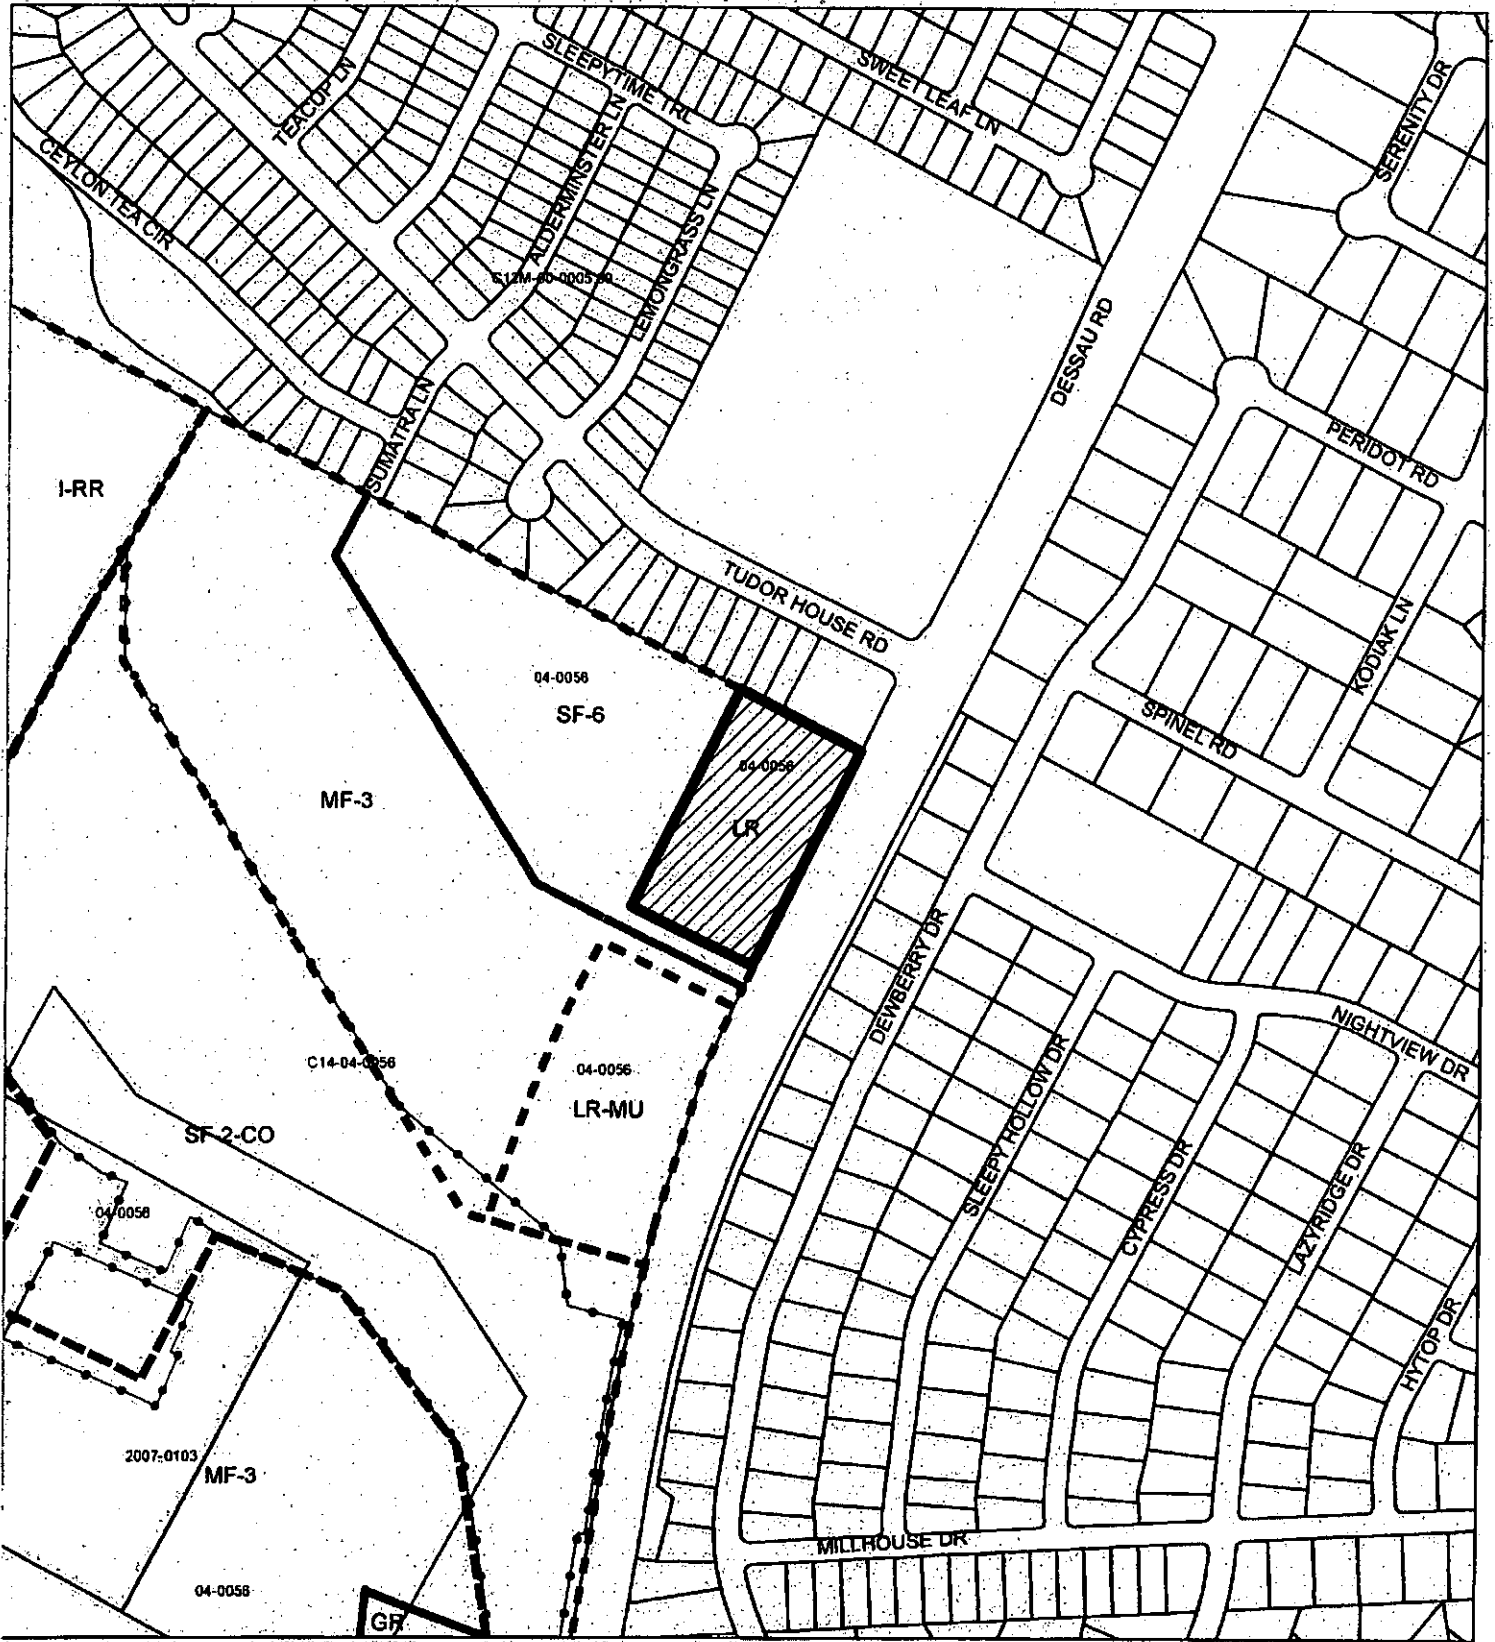 SLEEPYTIME TRL
SWEET LEAF LN
TEACUP LN
SERENITY DR
ALDERMINSTER LN
CEYLON TEA CIR
LEMONGRASS LN
DESSAU RD
SUMATRA LN
PERIDOT RD
I-RR
TUDOR HOUSE RD
KODIAK LN
04-0056
SF-6
SPINEL RD
04-0056
MF-3
LR
DEWBERRY DR
NIGHTVIEW DR
C14-04-0056
04-0056
LR-MU
SLEEPY HOLLOW DR
SF-2-CO
CYPRESS DR
LAZYRIDGE DR
04-0056
HYTOP DR
2007-0103
MF-3
MILLHOUSE DR
04-0056
GR